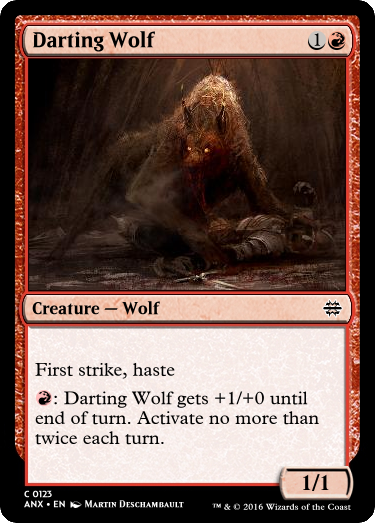 Darting Wolf 1
Creature — Wolf
First strike, haste
: Darting Wolf gets +1/+0 until
end of turn. Activate no more than
twice each turn.
1/1
C 0123
ANX • EN Martin Deschambault
™ & © 2016 Wizards of the Coast